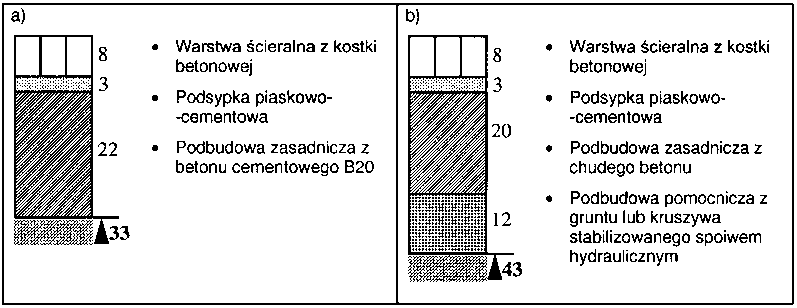 a)
8
3
22
33
• Warstwa ścieralna z kostki
betonowej
• Podsypka piaskowo-
-cementowa
• Podbudowa zasadnicza z
betonu cementowego B20
b)
8
3
20
12
43
• Warstwa ścieralna z kostki
betonowej
• Podsypka piaskowo-
-cementowa
• Podbudowa zasadnicza z
chudego betonu
• Podbudowa pomocnicza z
gruntu lub kruszywa
stabilizowanego spoiwem
hydraulicznym